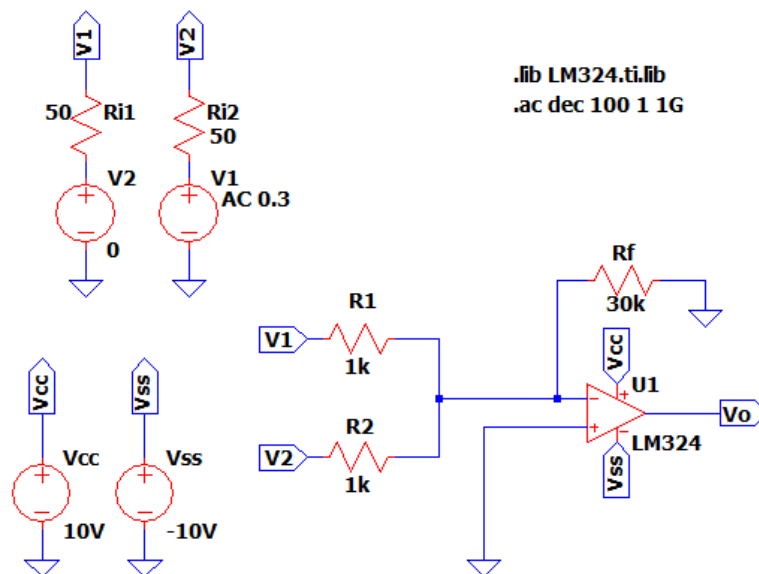 V1
V2
.lib LM324.ti.lib
.ac dec 100 1 1G
50
Ri1
Ri2
50
V2
0
V1
AC 0.3
Rf
30k
R1
V1
1k
Vcc
U1
Vo
LM324
R2
V2
1k
Vss
Vcc
Vss
Vcc
10V
Vss
-10V